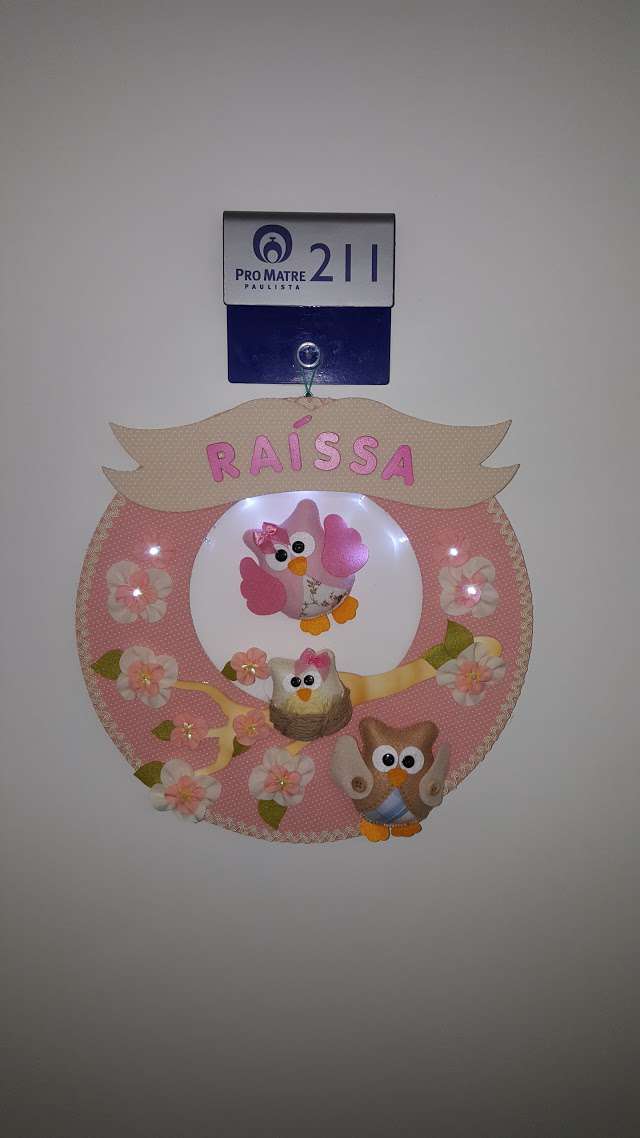 PRO MATRE
PAULISTA
211
RAÍSSA